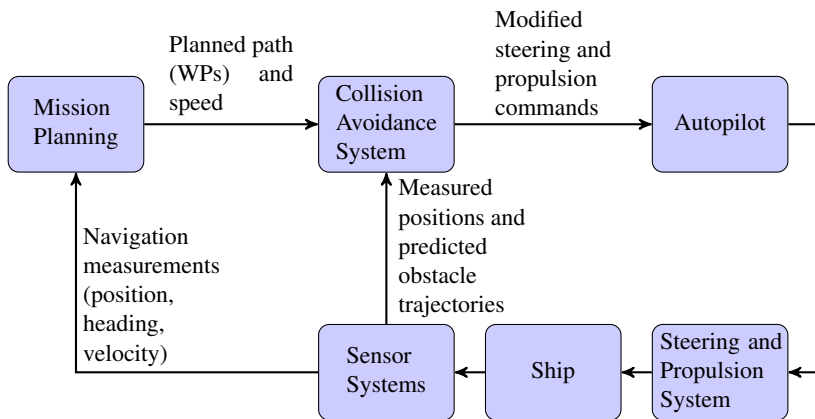 Planned path
(WPs) and
speed
Modified
steering and
propulsion
commands
Mission
Planning
Collision
Avoidance
System
Autopilot
Navigation
measurements
(position,
heading,
velocity)
Measured
positions and
predicted
obstacle
trajectories
Sensor
Systems
Ship
Steering and
Propulsion
System